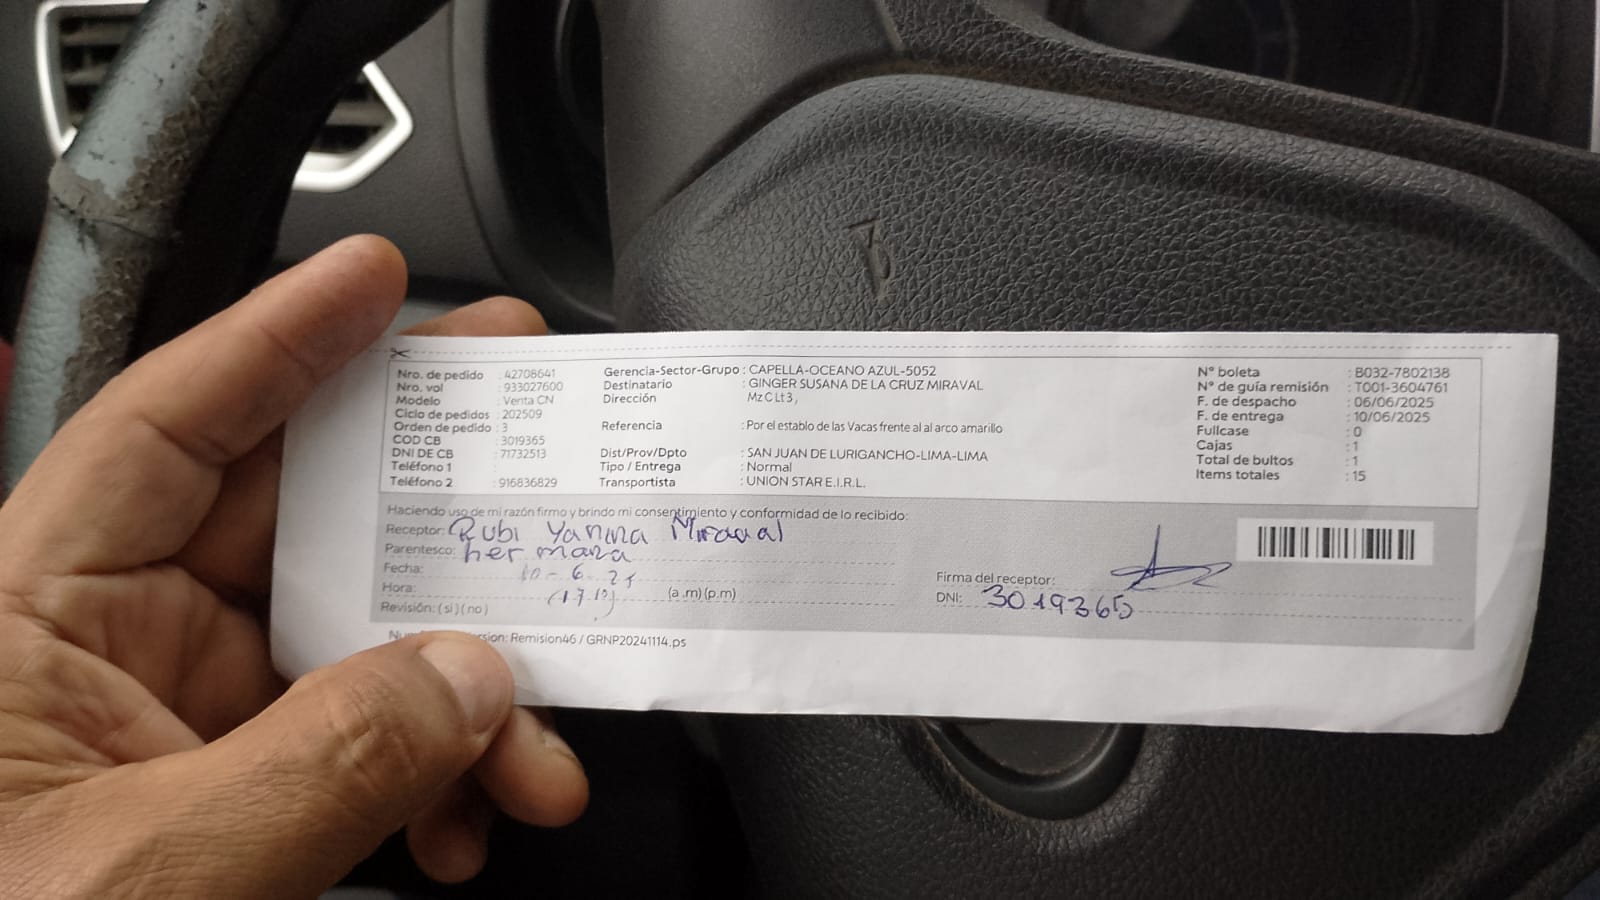 Nro. de pedido : 42708641
Nro. vol : 933027600
Modelo : Venta CN
Ciclo de pedidos : 202509
Orden de pedido : 3
COD CB : 3019365
DNI DE CB : 71732513
Teléfono 1 :
Teléfono 2 : 916836829
Gerencia-Sector-Grupo : CAPELLA-OCEANO AZUL-5052
Destinatario : GINGER SUSANA DE LA CRUZ MIRAVAL
Dirección Mz C Lt 3 ,
Referencia : Por el establo de las Vacas frente al al arco amarillo
Dist/Prov/Dpto : SAN JUAN DE LURIGANCHO-LIMA-LIMA
Tipo / Entrega : Normal
Transportista : UNION STAR E.I.R.L.
N° boleta : B032-7802138
N° de guía remisión : T001-3604761
F. de despacho : 06/06/2025
F. de entrega : 10/06/2025
Fullcase : 0
Cajas : 1
Total de bultos : 1
Items totales : 15
Haciendo uso de mi razón firmo y brindo mi consentimiento y conformidad de lo recibido:
Receptor: Rubi Yanina Miraval
Parentesco: hermana
Fecha: 10-6-25
Hora: (a.m)(p.m)
Revisión: ( si ) ( no )
Firma del receptor:
DNI: 3019365
Remision46 / GRNP20241114.ps